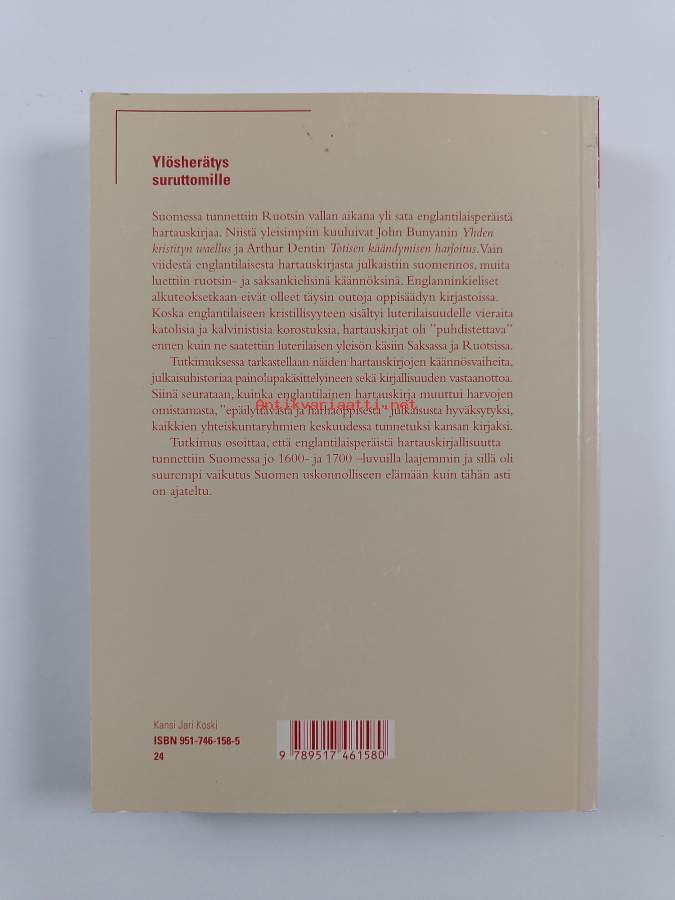 Ylösherätys
suruttomille
Suomessa tunnettiin Ruotsin vallan aikana yli sata englantilaisperäistä
hartauskirjaa. Niistä yleisimpiin kuuluivat John Bunyanin Yhden
kristityn waellus ja Arthur Dentin Totisen käändymisen harjoitus. Vain
viidestä englantilaisesta hartauskirjasta julkaistiin suomennos, muita
luettiin ruotsin- ja saksankielisinä käännöksinä. Englanninkieliset
alkuteoksetkaan eivät olleet täysin outoja oppisäädyn kirjastoissa.
Koska englantilaiseen kristillisyyteen sisältyi luterilaisuudelle vieraita
katolisia ja kalvinistisia korostuksia, hartauskirjat oli "puhdistettava"
ennen kuin ne saatettiin luterilaisen yleisön käsiin Saksassa ja Ruotsissa.
Tutkimuksessa tarkastellaan näiden hartauskirjojen käännösvaiheita,
julkaisuhistoriaa painolupakäsittelyineen sekä kirjallisuuden vastaanottoa.
Siinä seurataan, kuinka englantilainen hartauskirja muuttui harvojen
Antikvariaatti.net
omistamasta, "epäilyttävästä ja harhaoppisesta" julkaisusta hyväksytyksi,
kaikkien yhteiskuntaryhmien keskuudessa tunnetuksi kansan kirjaksi.
Tutkimus osoittaa, että englantilaisperäistä hartauskirjallisuutta
tunnettiin Suomessa jo 1600- ja 1700 –luvuilla laajemmin ja sillä oli
suurempi vaikutus Suomen uskonnolliseen elämään kuin tähän asti
on ajateltu.
Kansi Jari Koski
ISBN 951-746-158-5
24
9 789517 461580